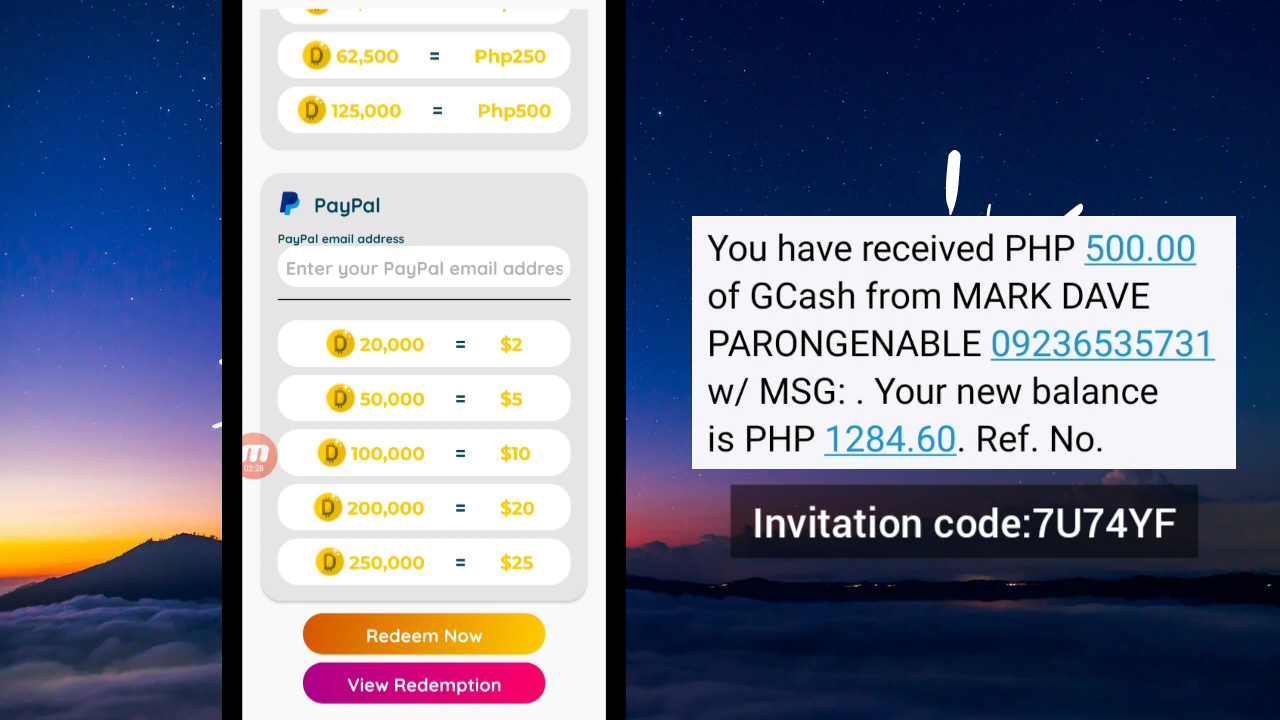 62,500 = Php250
125,000 = Php500
PayPal
PayPal email address
Enter your PayPal email addres
20,000 = $2
50,000 = $5
100,000 = $10
200,000 = $20
250,000 = $25
Redeem Now
View Redemption
m
02:28
You have received PHP 500.00
of GCash from MARK DAVE
PARONGENABLE 09236535731
w/ MSG: . Your new balance
is PHP 1284.60. Ref. No.
Invitation code:7U74YF